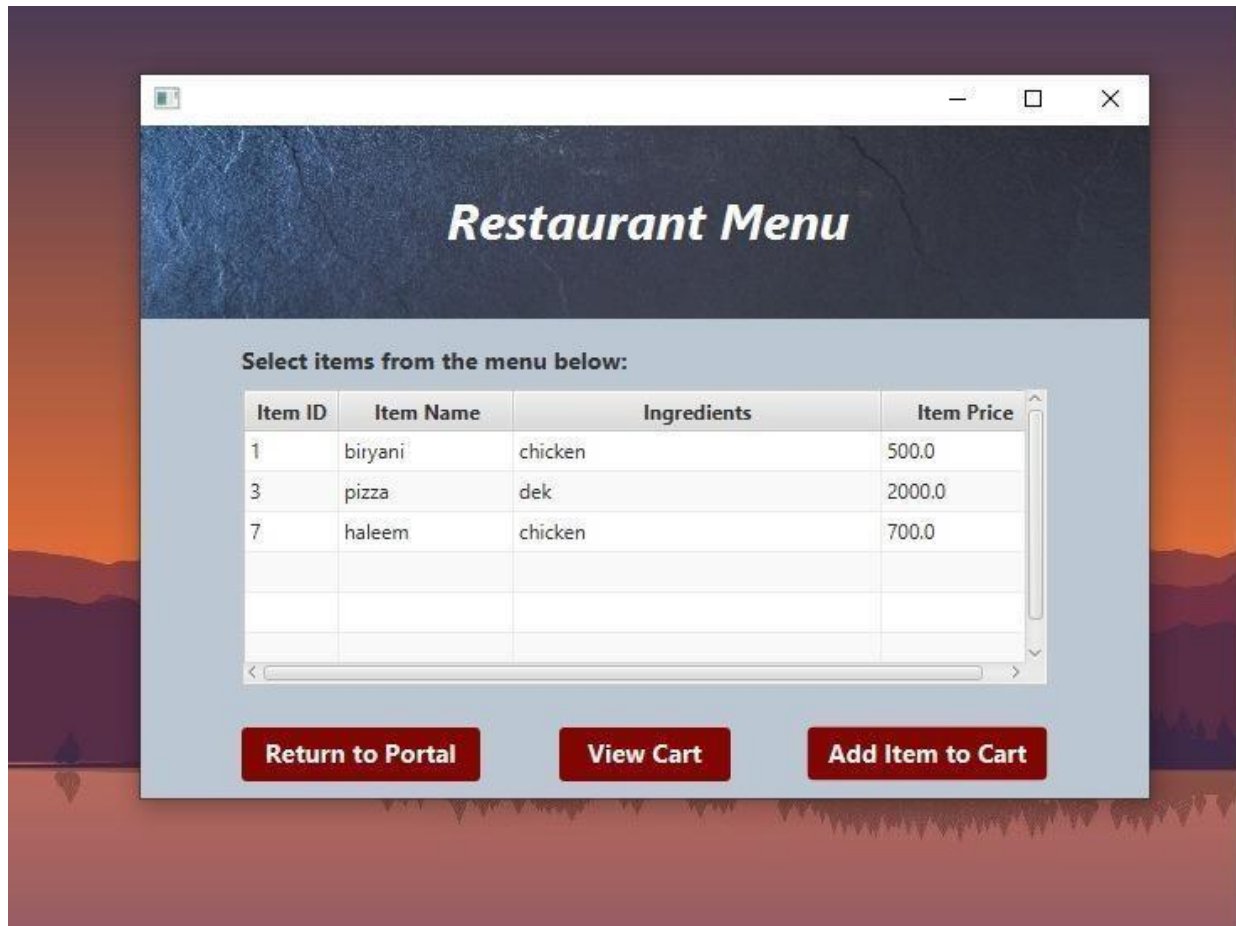 Restaurant Menu
Select items from the menu below:
Item ID Item Name Ingredients Item Price
1 biryani chicken 500.0
3 pizza dek 2000.0
7 haleem chicken 700.0
Return to Portal View Cart Add Item to Cart